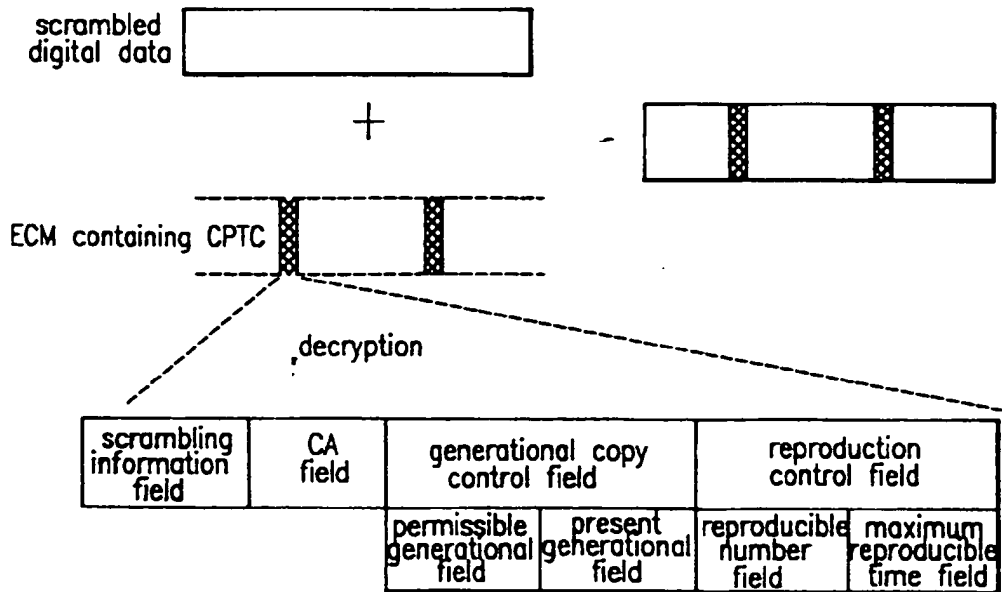 scrambled
digital data
+
ECM containing CPTC
decryption
scrambling
information
field
CA
field
generational copy
control field
reproduction
control field
permissible
generational
field
present
generational
field
reproducible
number
field
maximum
reproducible
time field